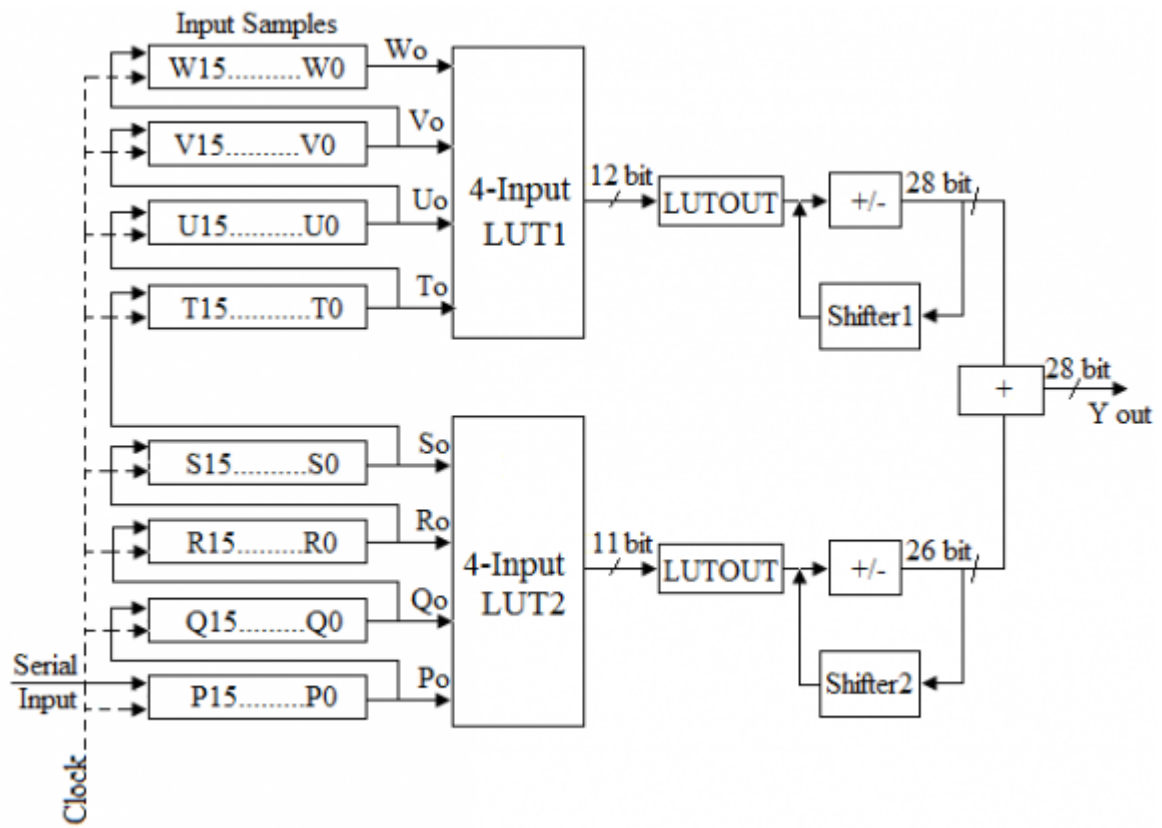 Input Samples
W15..........W0
Wo
V15..........V0
Vo
U15..........U0
Uo
T15...........T0
To
4-Input
LUT1
12 bit
LUTOUT
+/-
28 bit
Shifter1
+
28 bit
Y out
S15...........S0
So
R15..........R0
Ro
Q15.........Q0
Qo
P15...........P0
Po
4-Input
LUT2
11 bit
LUTOUT
+/-
26 bit
Shifter2
Serial
Input
Clock